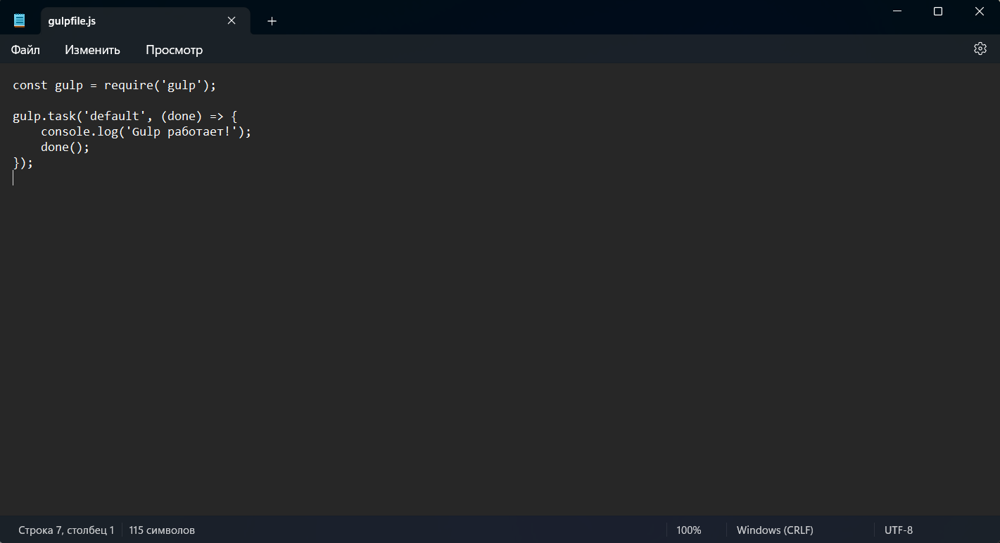 gulpfile.js
Файл Изменить Просмотр
const gulp = require('gulp');
gulp.task('default', (done) => {
    console.log('Gulp работает!');
    done();
});
Строка 7, столбец 1 115 символов 100% Windows (CRLF) UTF-8